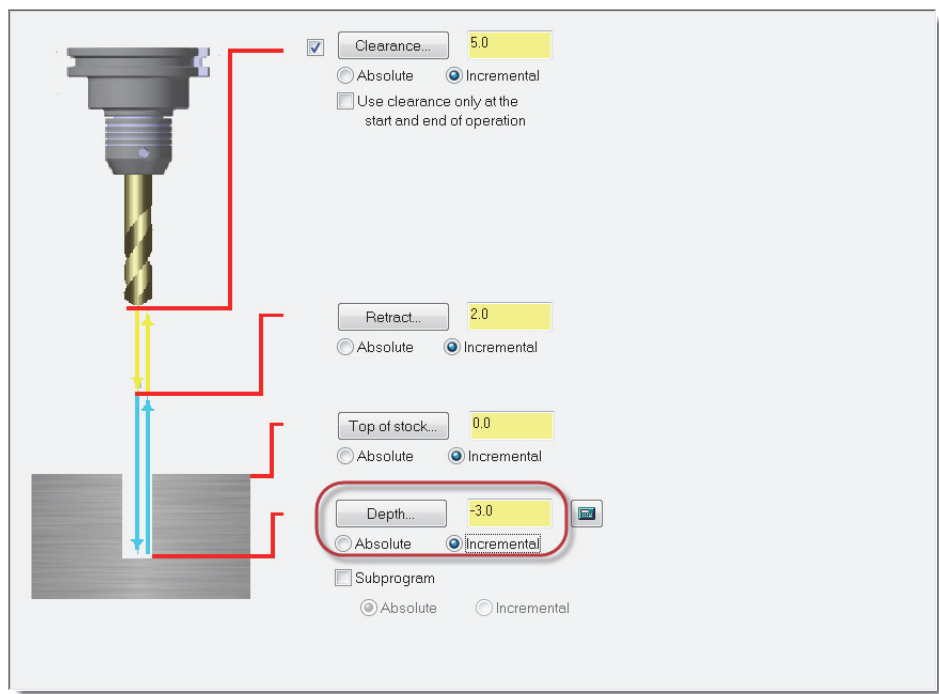 Clearance... 5.0
Absolute Incremental
Use clearance only at the
start and end of operation
Retract... 2.0
Absolute Incremental
Top of stock... 0.0
Absolute Incremental
Depth... -3.0
Absolute Incremental
Subprogram
Absolute Incremental